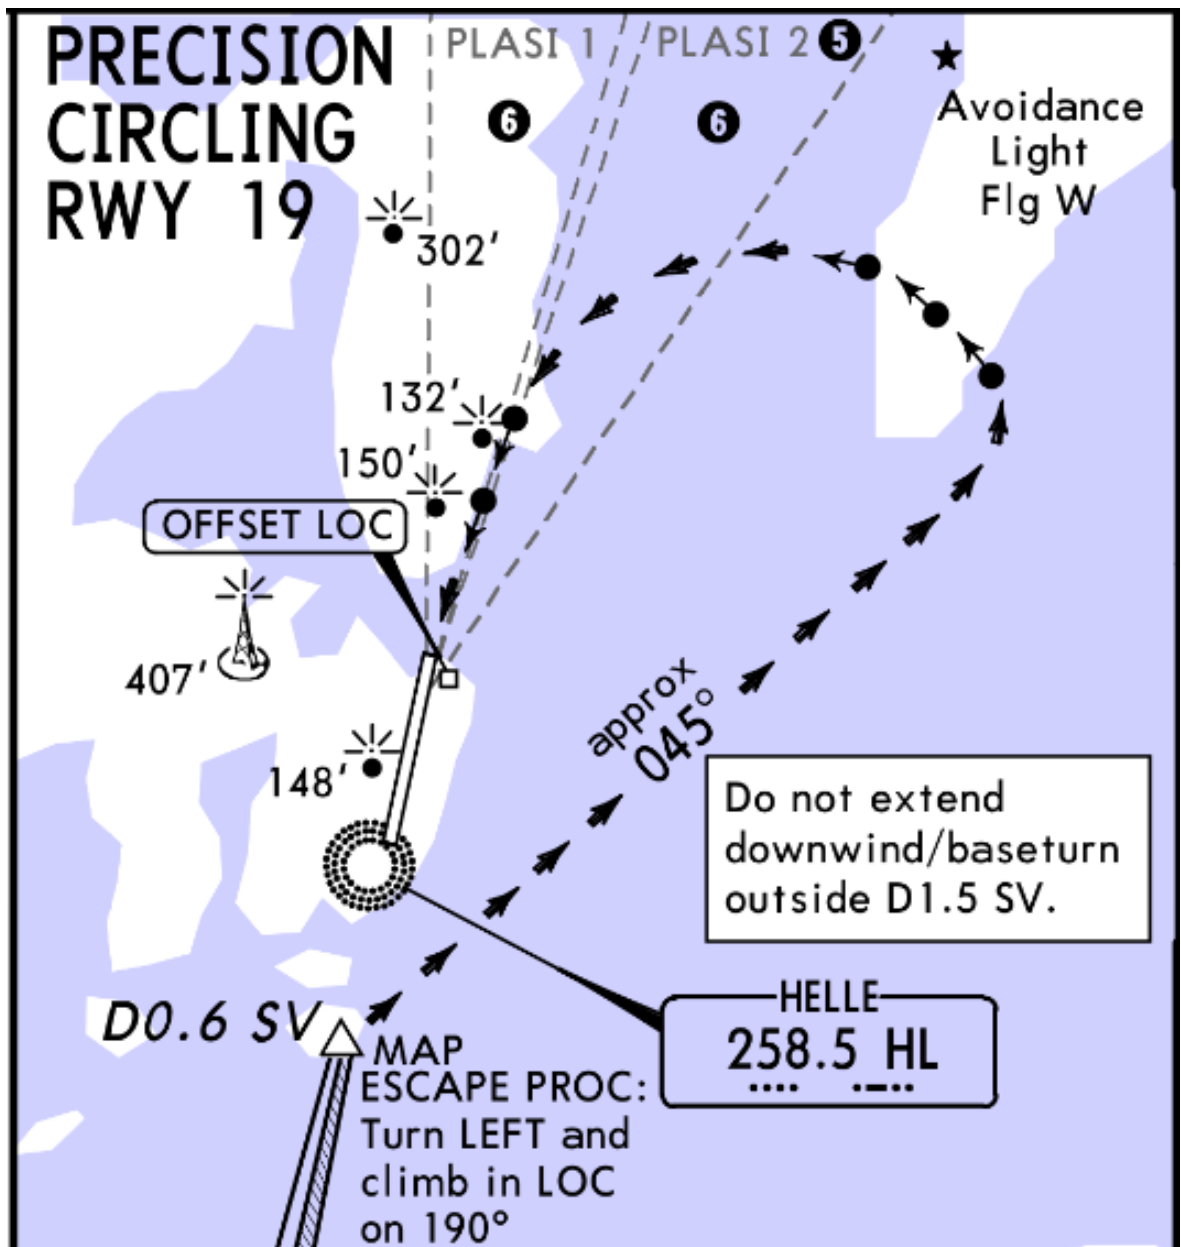 PRECISION
CIRCLING
RWY 19
PLASI 1
PLASI 2 5
6
6
Avoidance
Light
Flg W
302'
132'
150'
OFFSET LOC
407'
148'
approx
045°
Do not extend
downwind/baseturn
outside D1.5 SV.
HELLE
258.5 HL
D0.6 SV
MAP
ESCAPE PROC:
Turn LEFT and
climb in LOC
on 190°